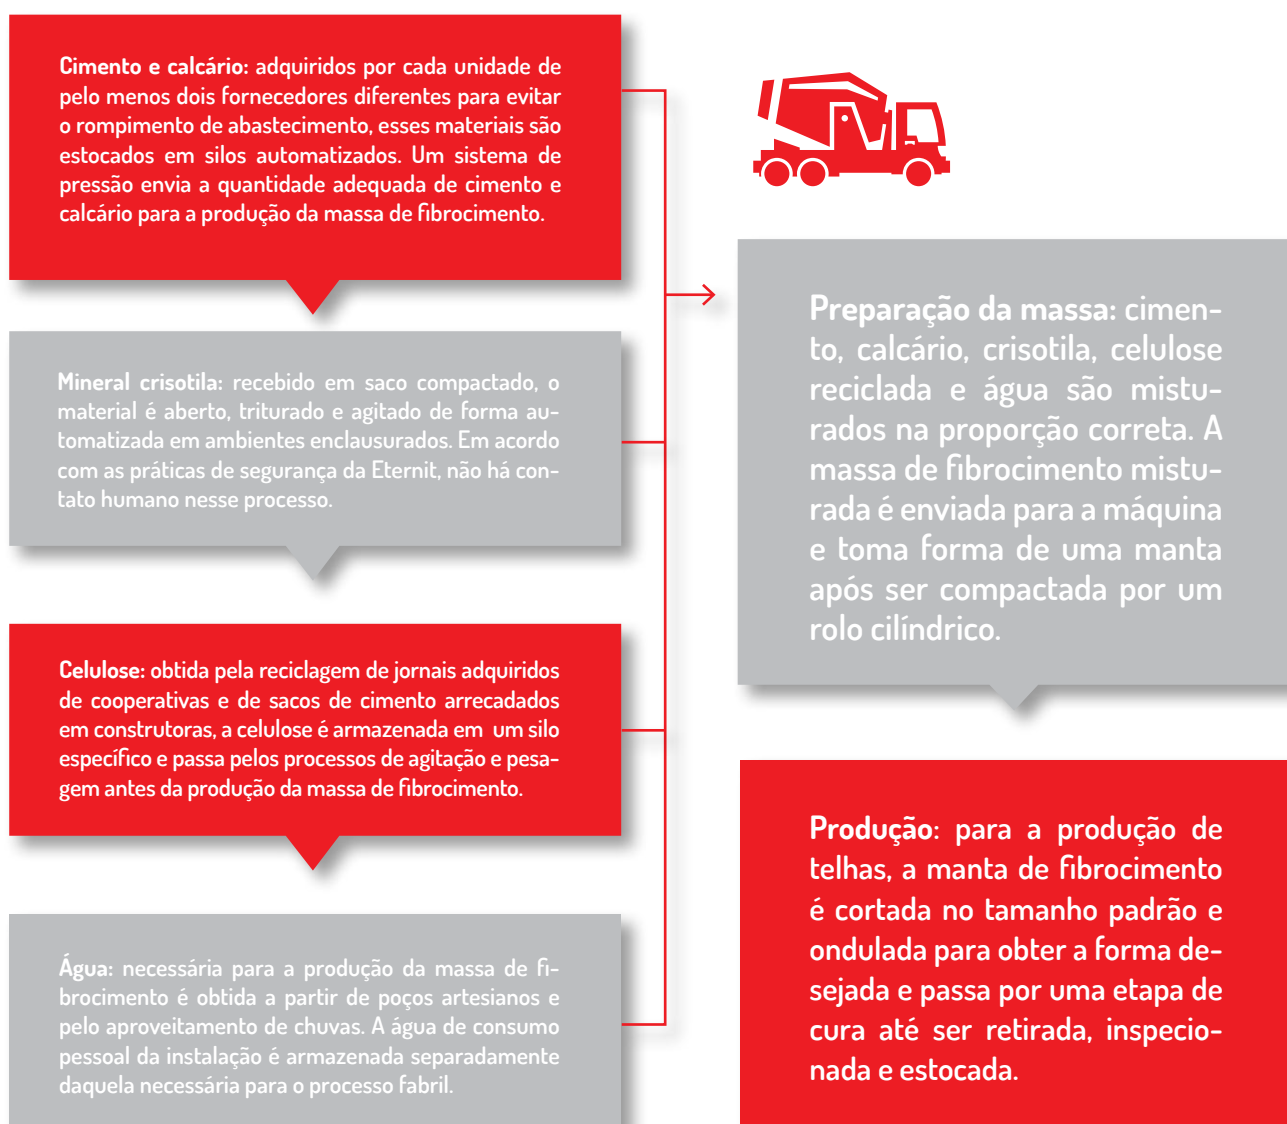 Cimento e calcário: adquiridos por cada unidade de
pelo menos dois fornecedores diferentes para evitar
o rompimento de abastecimento, esses materiais são
estocados em silos automatizados. Um sistema de
pressão envia a quantidade adequada de cimento e
calcário para a produção da massa de fibrocimento.
Mineral crisotila: recebido em saco compactado, o
material é aberto, triturado e agitado de forma au-
tomatizada em ambientes enclausurados. Em acordo
com as práticas de segurança da Eternit, não há con-
tato humano nesse processo.
Celulose: obtida pela reciclagem de jornais adquiridos
de cooperativas e de sacos de cimento arrecadados
em construtoras, a celulose é armazenada em um silo
específico e passa pelos processos de agitação e pesa-
gem antes da produção da massa de fibrocimento.
Água: necessária para a produção da massa de fi-
brocimento é obtida a partir de poços artesianos e
pelo aproveitamento de chuvas. A água de consumo
pessoal da instalação é armazenada separadamente
daquela necessária para o processo fabril.
Preparação da massa: cimen-
to, calcário, crisotila, celulose
reciclada e água são mistu-
rados na proporção correta. A
massa de fibrocimento mistu-
rada é enviada para a máquina
e toma forma de uma manta
após ser compactada por um
rolo cilíndrico.
Produção: para a produção de
telhas, a manta de fibrocimento
é cortada no tamanho padrão e
ondulada para obter a forma de-
sejada e passa por uma etapa de
cura até ser retirada, inspecio-
nada e estocada.